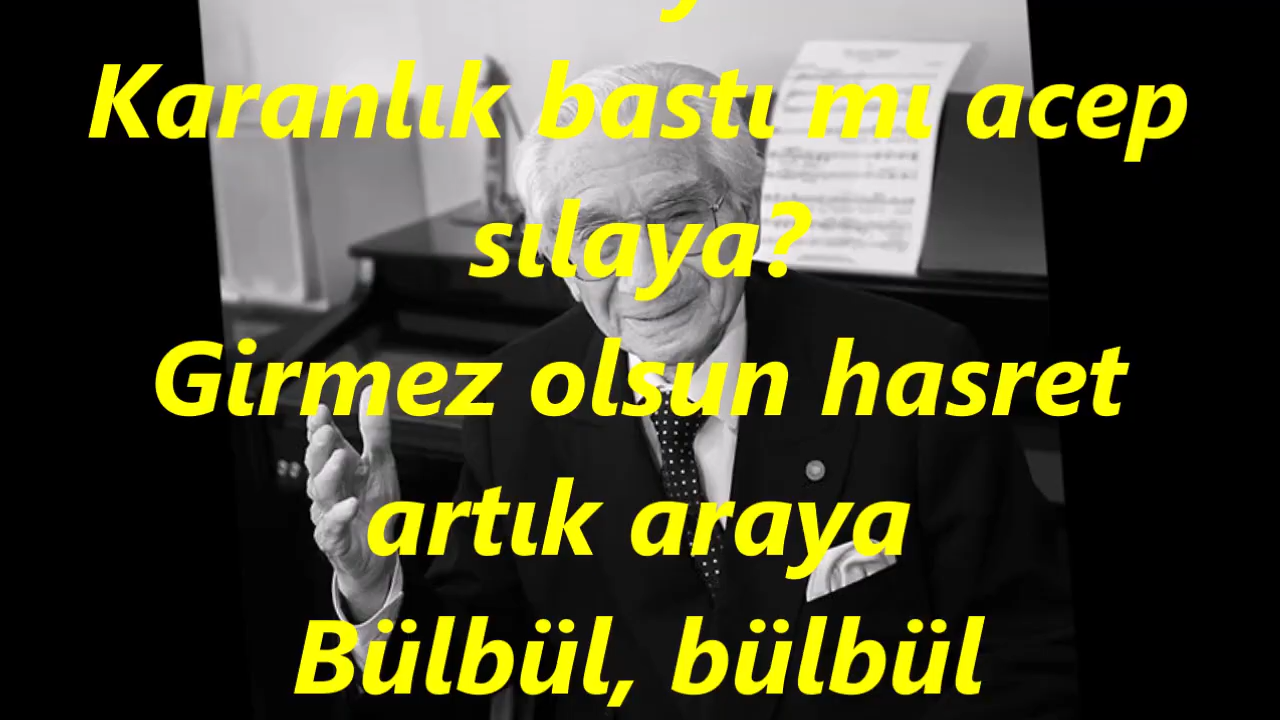 Karanlık bastı mı acep
sılaya?
Girmez olsun hasret
artık araya
Bülbül, bülbül